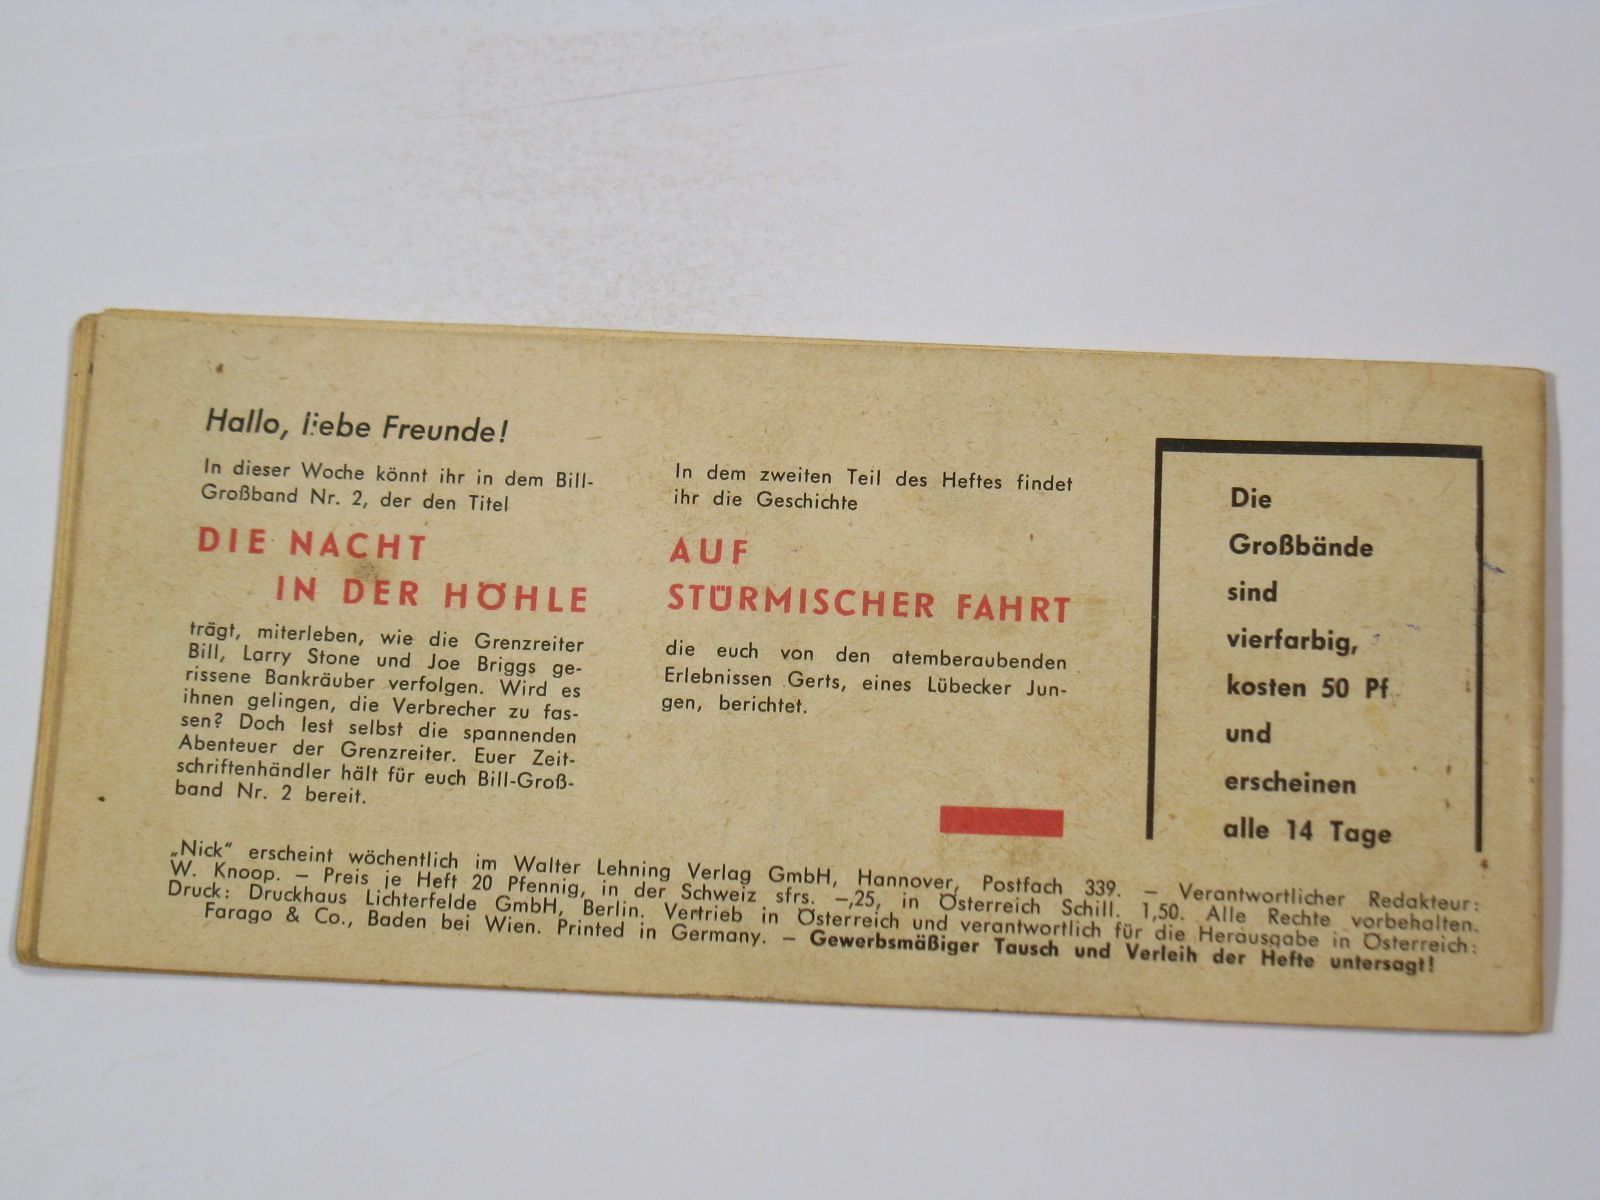 Hallo, liebe Freunde!
In dieser Woche könnt ihr in dem Bill-
Großband Nr. 2, der den Titel
DIE NACHT
IN DER HÖHLE
trägt, miterleben, wie die Grenzreiter
Bill, Larry Stone und Joe Briggs ge-
rissene Bankräuber verfolgen. Wird es
ihnen gelingen, die Verbrecher zu fas-
sen? Doch lest selbst die spannenden
Abenteuer der Grenzreiter. Euer Zeit-
schriftenhändler hält für euch Bill-Groß-
band Nr. 2 bereit.
In dem zweiten Teil des Heftes findet
ihr die Geschichte
AUF
STÜRMISCHER FAHRT
die euch von den atemberaubenden
Erlebnissen Gerts, eines Lübecker Jun-
gen, berichtet.
Die
Großbände
sind
vierfarbig,
kosten 50 Pf
und
erscheinen
alle 14 Tage
„Nick“ erscheint wöchentlich im Walter Lehning Verlag GmbH, Hannover, Postfach 339. – Verantwortlicher Redakteur:
W. Knoop. – Preis je Heft 20 Pfennig, in der Schweiz sfrs. –,25, in Österreich Schill. 1,50. Alle Rechte vorbehalten.
Druck: Druckhaus Lichterfelde GmbH, Berlin. Vertrieb in Österreich und verantwortlich für die Herausgabe in Österreich:
Farago & Co., Baden bei Wien. Printed in Germany. – Gewerbsmäßiger Tausch und Verleih der Hefte untersagt!